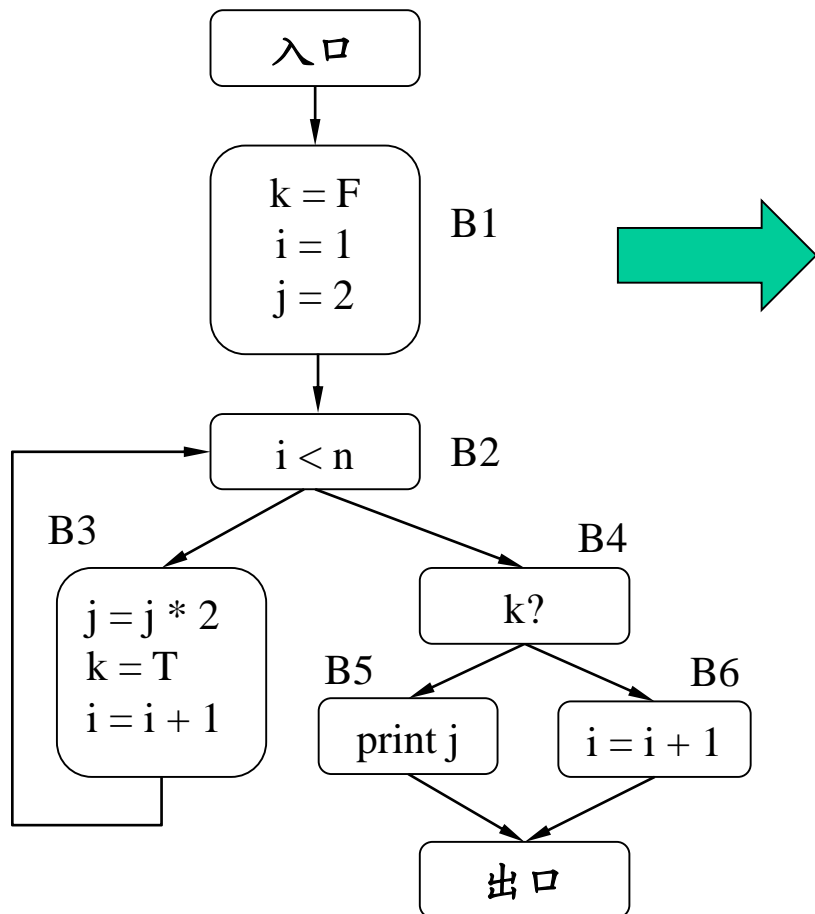 入口
k = F
i = 1
j = 2
B1
i < n
B2
B3
j = j * 2
k = T
i = i + 1
B4
k?
B5
print j
B6
i = i + 1
出口